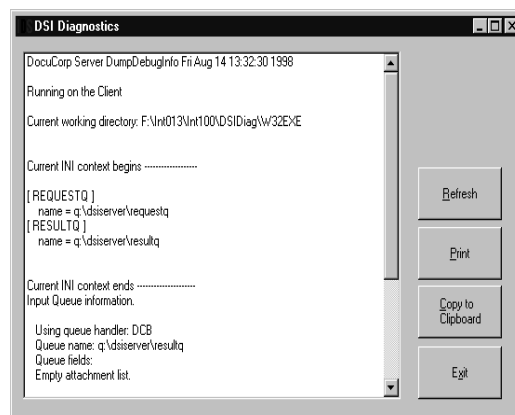 DSI Diagnostics
DocuCorp Server DumpDebugInfo Fri Aug 14 13:32:30 1998
Running on the Client
Current working directory: F:\Int013\Int100\DSIDiag\W32EXE
Current INI context begins ------------------
[ REQUESTQ ]
name = q:\dsiserver\requestq
[ RESULTQ ]
name = q:\dsiserver\resultq
Current INI context ends --------------------
Input Queue information.
Using queue handler: DCB
Queue name: q:\dsiserver\resultq
Queue fields:
Empty attachment list.
Refresh
Print
Copy to
Clipboard
Exit